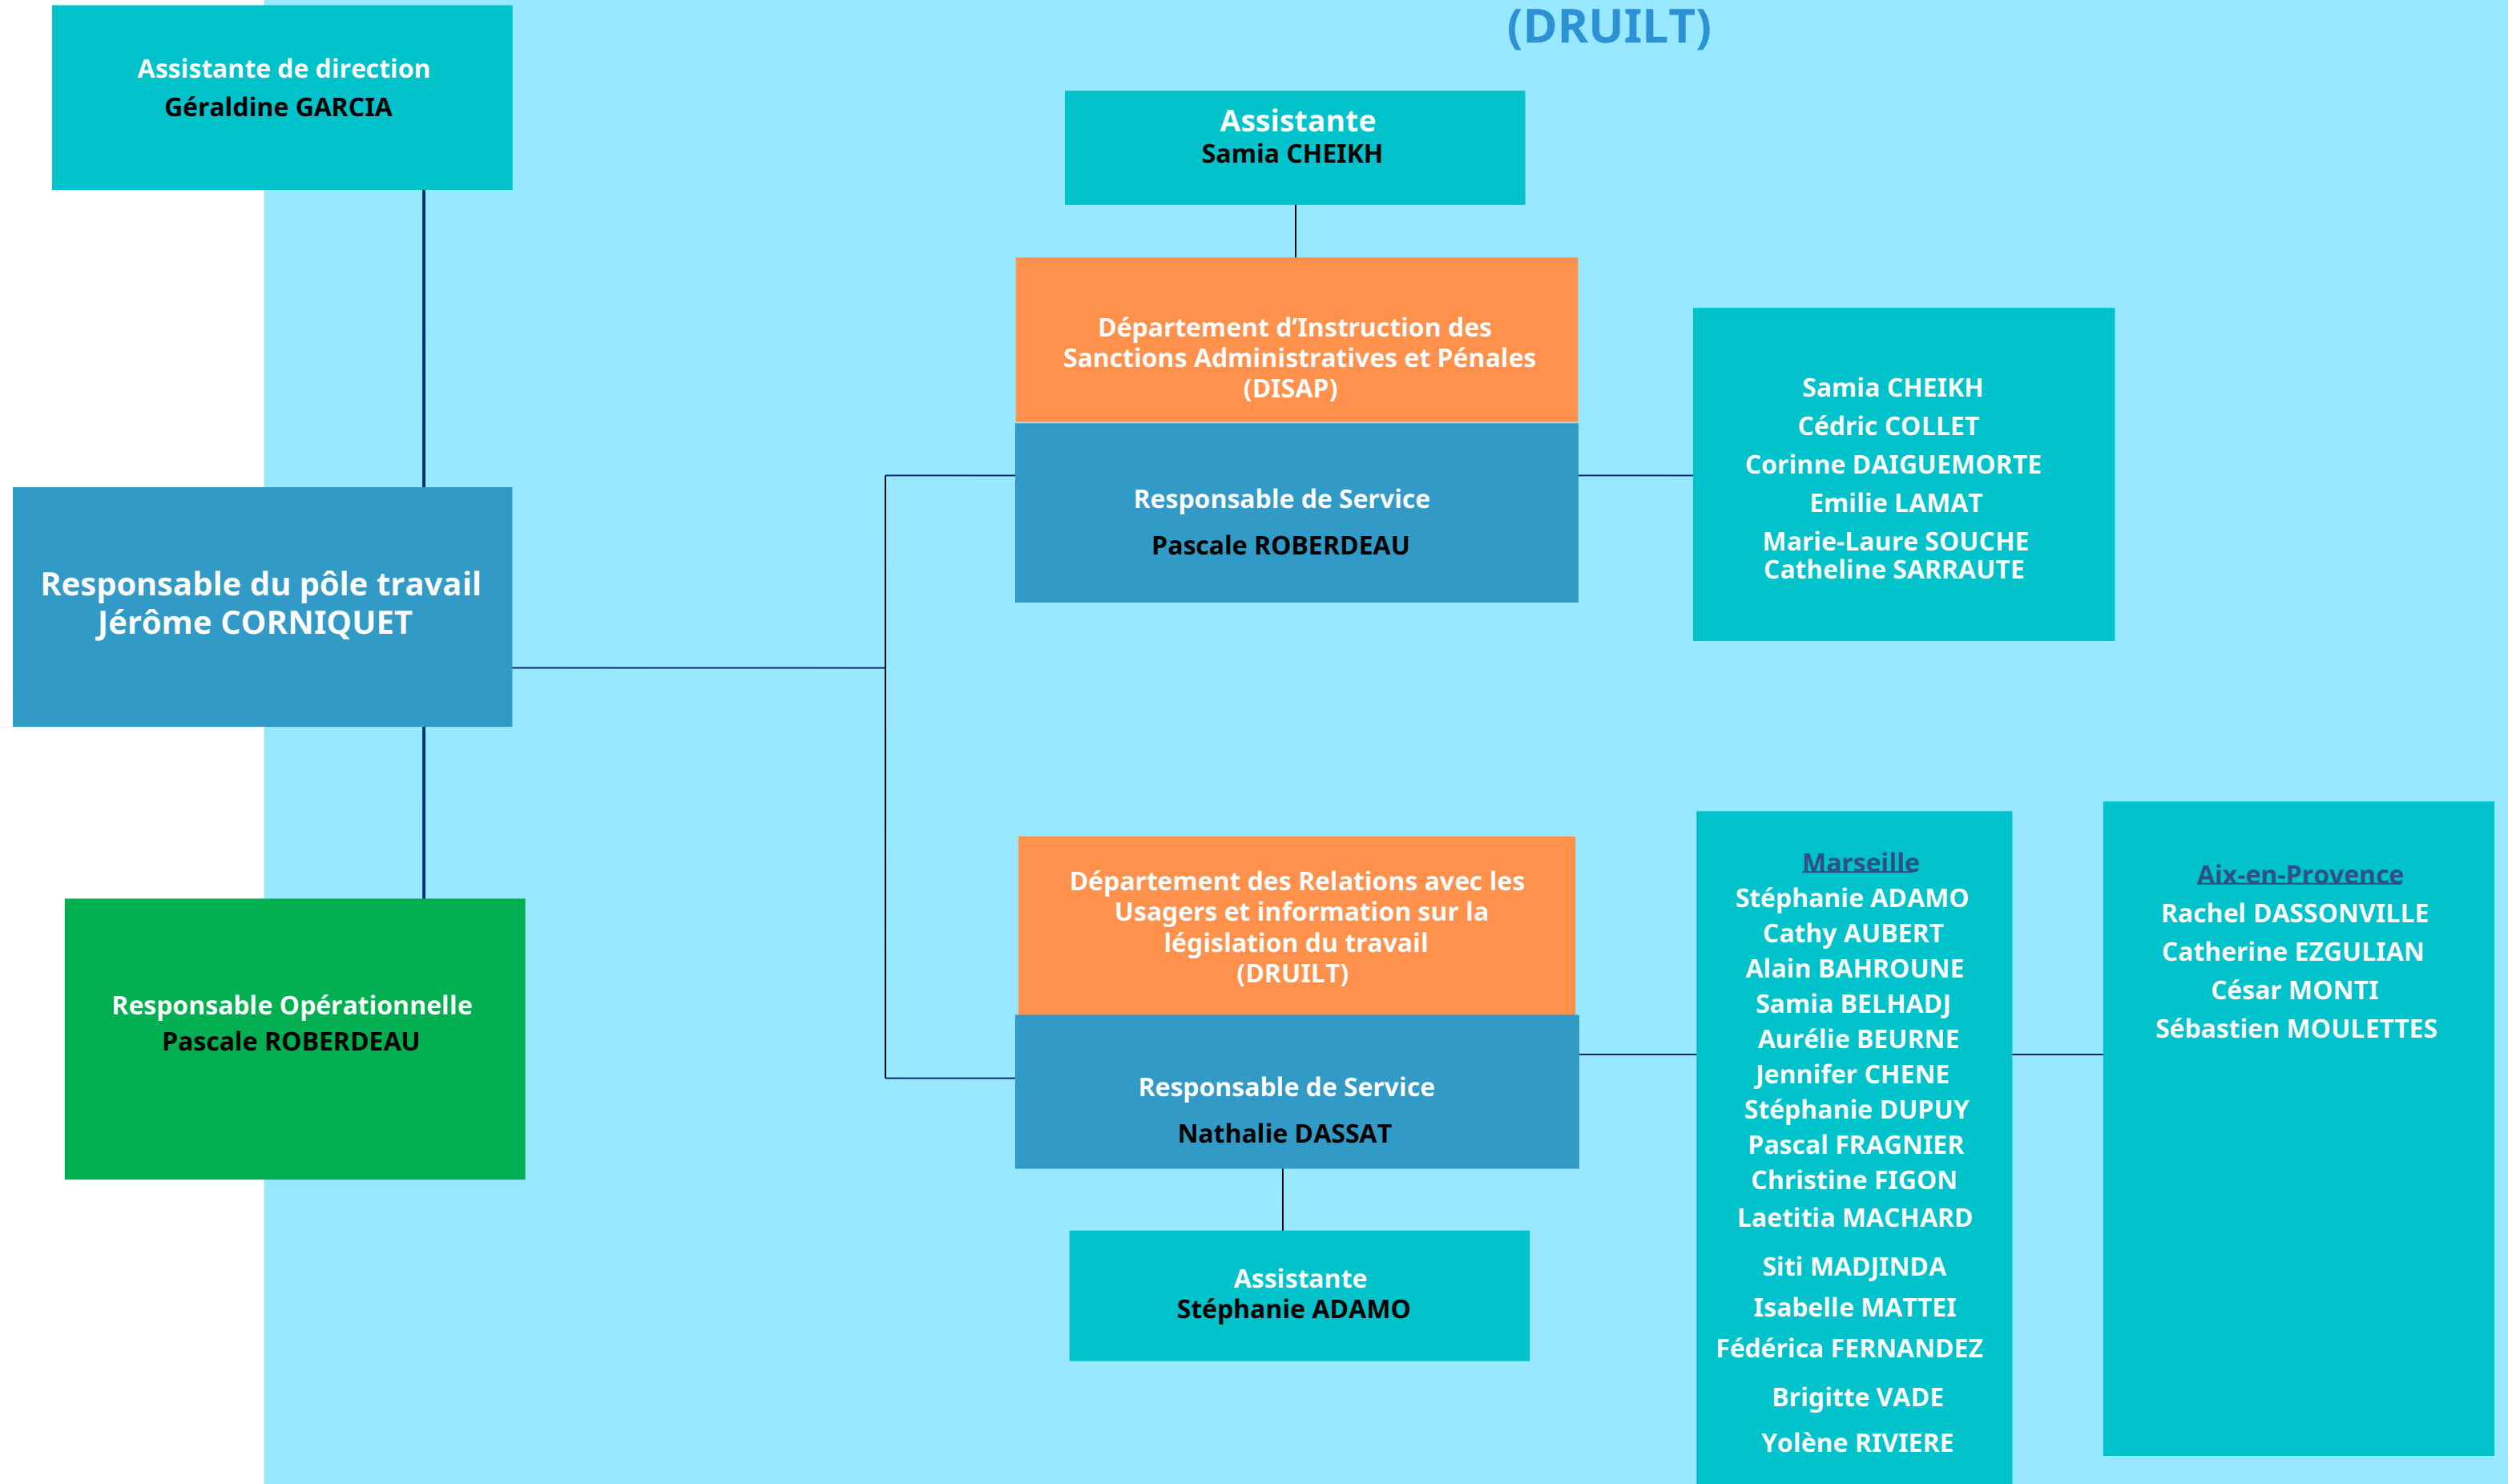 (DRUILT)
Assistante de direction
Géraldine GARCIA
Assistante
Samia CHEIKH
Département d’Instruction des
Sanctions Administratives et Pénales
(DISAP)
Responsable de Service
Pascale ROBERDEAU
Samia CHEIKH
Cédric COLLET
Corinne DAIGUEMORTE
Emilie LAMAT
Marie-Laure SOUCHE
Catheline SARRAUTE
Responsable du pôle travail
Jérôme CORNIQUET
Responsable Opérationnelle
Pascale ROBERDEAU
Département des Relations avec les
Usagers et information sur la
législation du travail
(DRUILT)
Responsable de Service
Nathalie DASSAT
Assistante
Stéphanie ADAMO
Marseille
Stéphanie ADAMO
Cathy AUBERT
Alain BAHROUNE
Samia BELHADJ
Aurélie BEURNE
Jennifer CHENE
Stéphanie DUPUY
Pascal FRAGNIER
Christine FIGON
Laetitia MACHARD
Siti MADJINDA
Isabelle MATTEI
Fédérica FERNANDEZ
Brigitte VADE
Yolène RIVIERE
Aix-en-Provence
Rachel DASSONVILLE
Catherine EZGULIAN
César MONTI
Sébastien MOULETTES